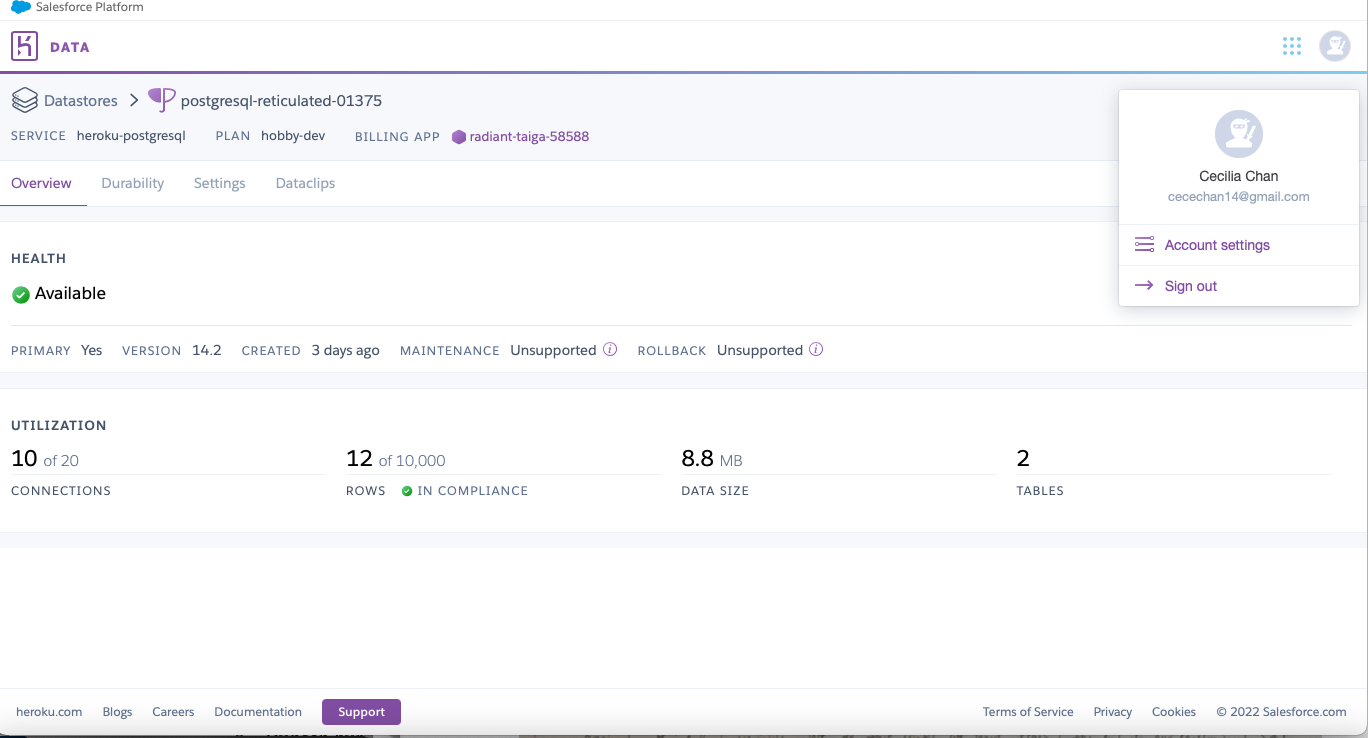 Salesforce Platform
DATA
Datastores > postgresql-reticulated-01375
SERVICE heroku-postgresql PLAN hobby-dev BILLING APP radiant-taiga-58588
Overview Durability Settings Dataclips
Cecilia Chan
cecechan14@gmail.com
Account settings
Sign out
HEALTH
Available
PRIMARY Yes VERSION 14.2 CREATED 3 days ago MAINTENANCE Unsupported ROLLBACK Unsupported
UTILIZATION
10 of 20 12 of 10,000 8.8 MB 2
CONNECTIONS ROWS IN COMPLIANCE DATA SIZE TABLES
heroku.com Blogs Careers Documentation Support Terms of Service Privacy Cookies © 2022 Salesforce.com